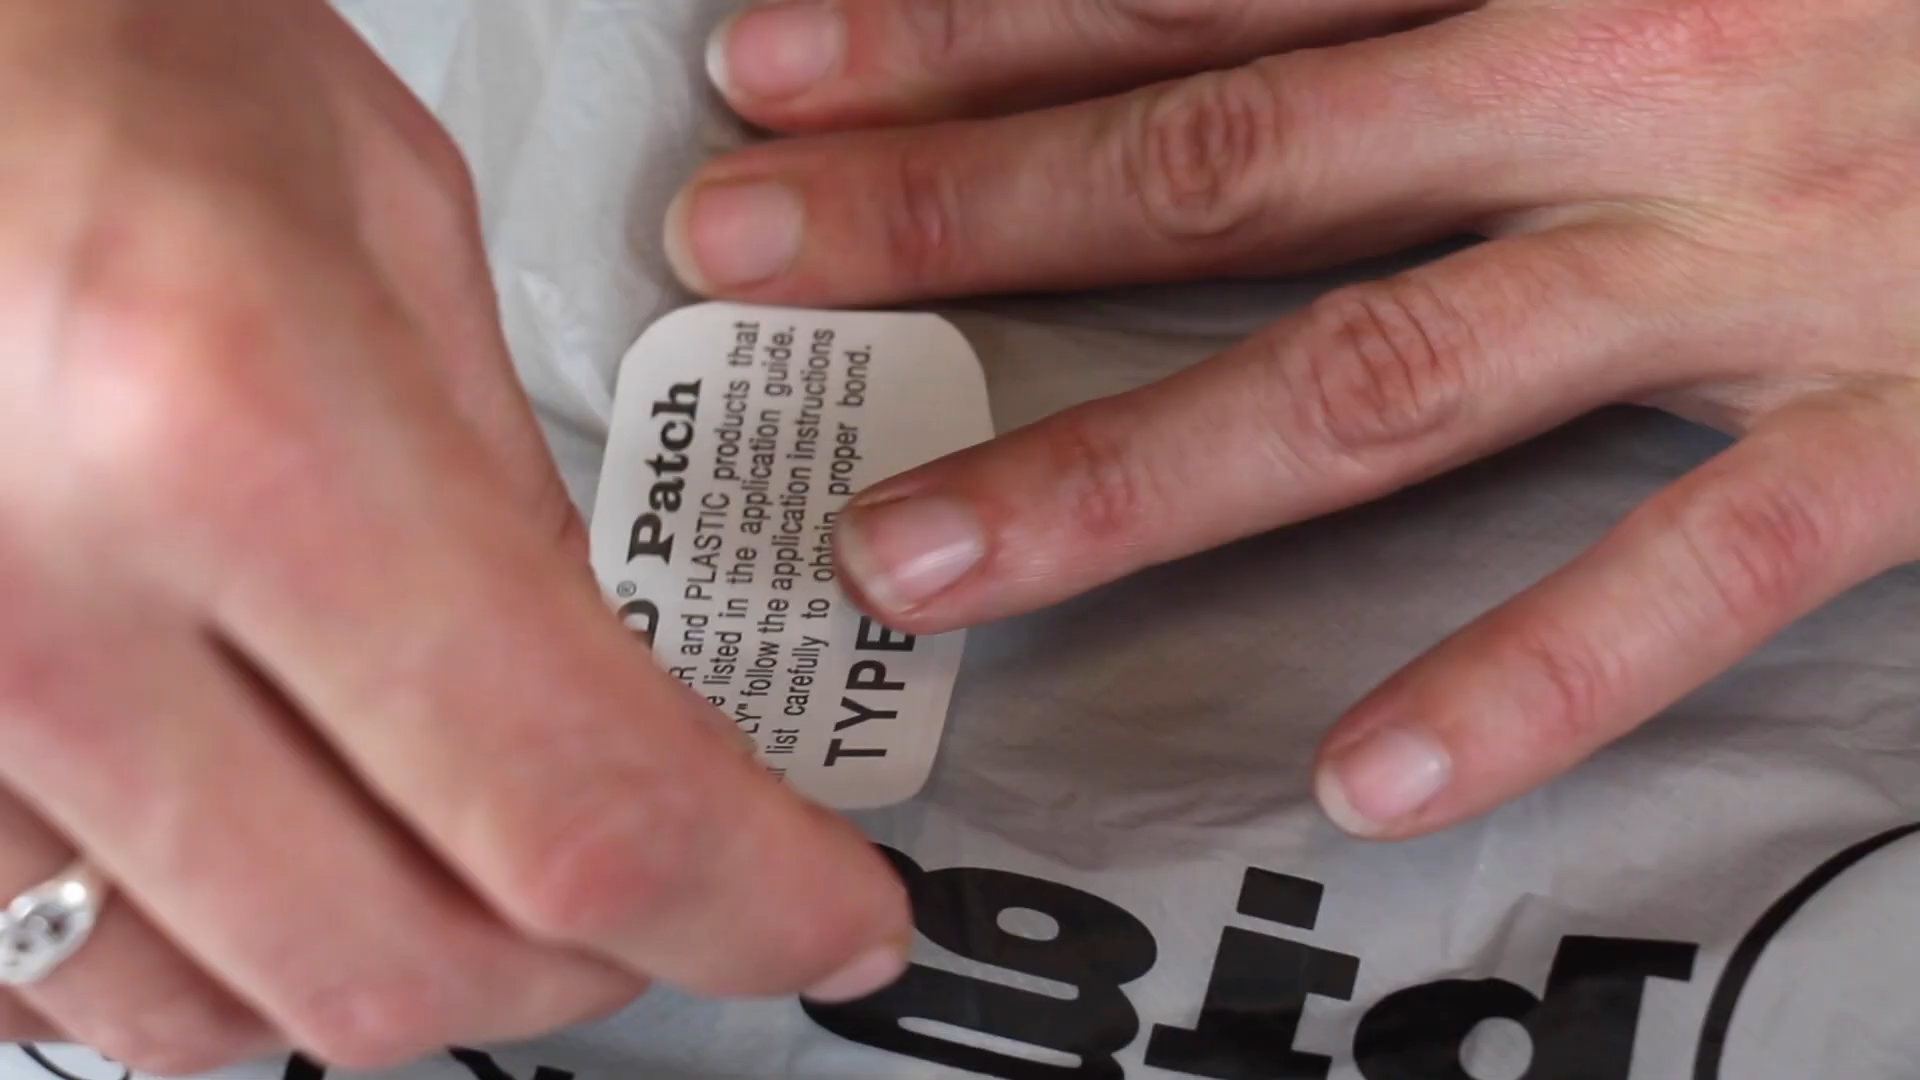 D® Patch
and PLASTIC products that
listed in the application guide.
LY" follow the application instructions
list carefully to obtain proper bond.
TYPE
gid